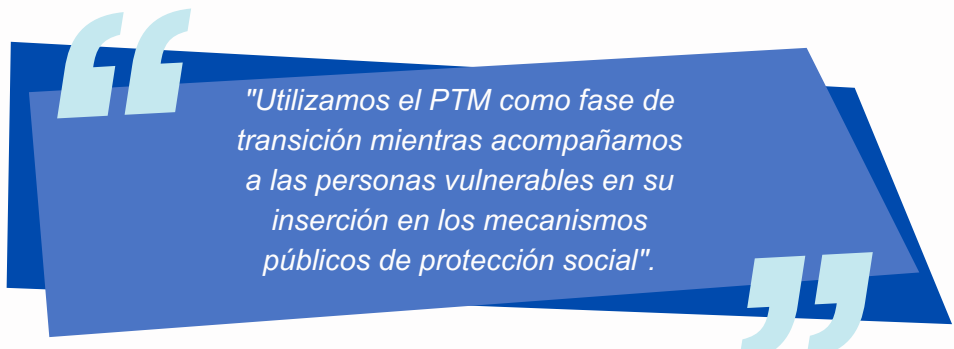 "Utilizamos el PTM como fase de
transición mientras acompañamos
a las personas vulnerables en su
inserción en los mecanismos
públicos de protección social".